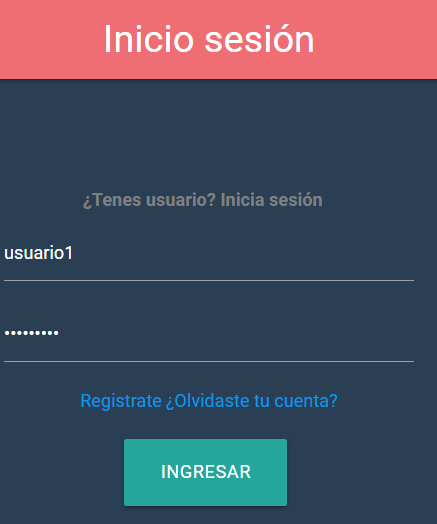 Inicio sesión
¿Tenes usuario? Inicia sesión
usuario1
•••••••••
Registrate ¿Olvidaste tu cuenta?
INGRESAR